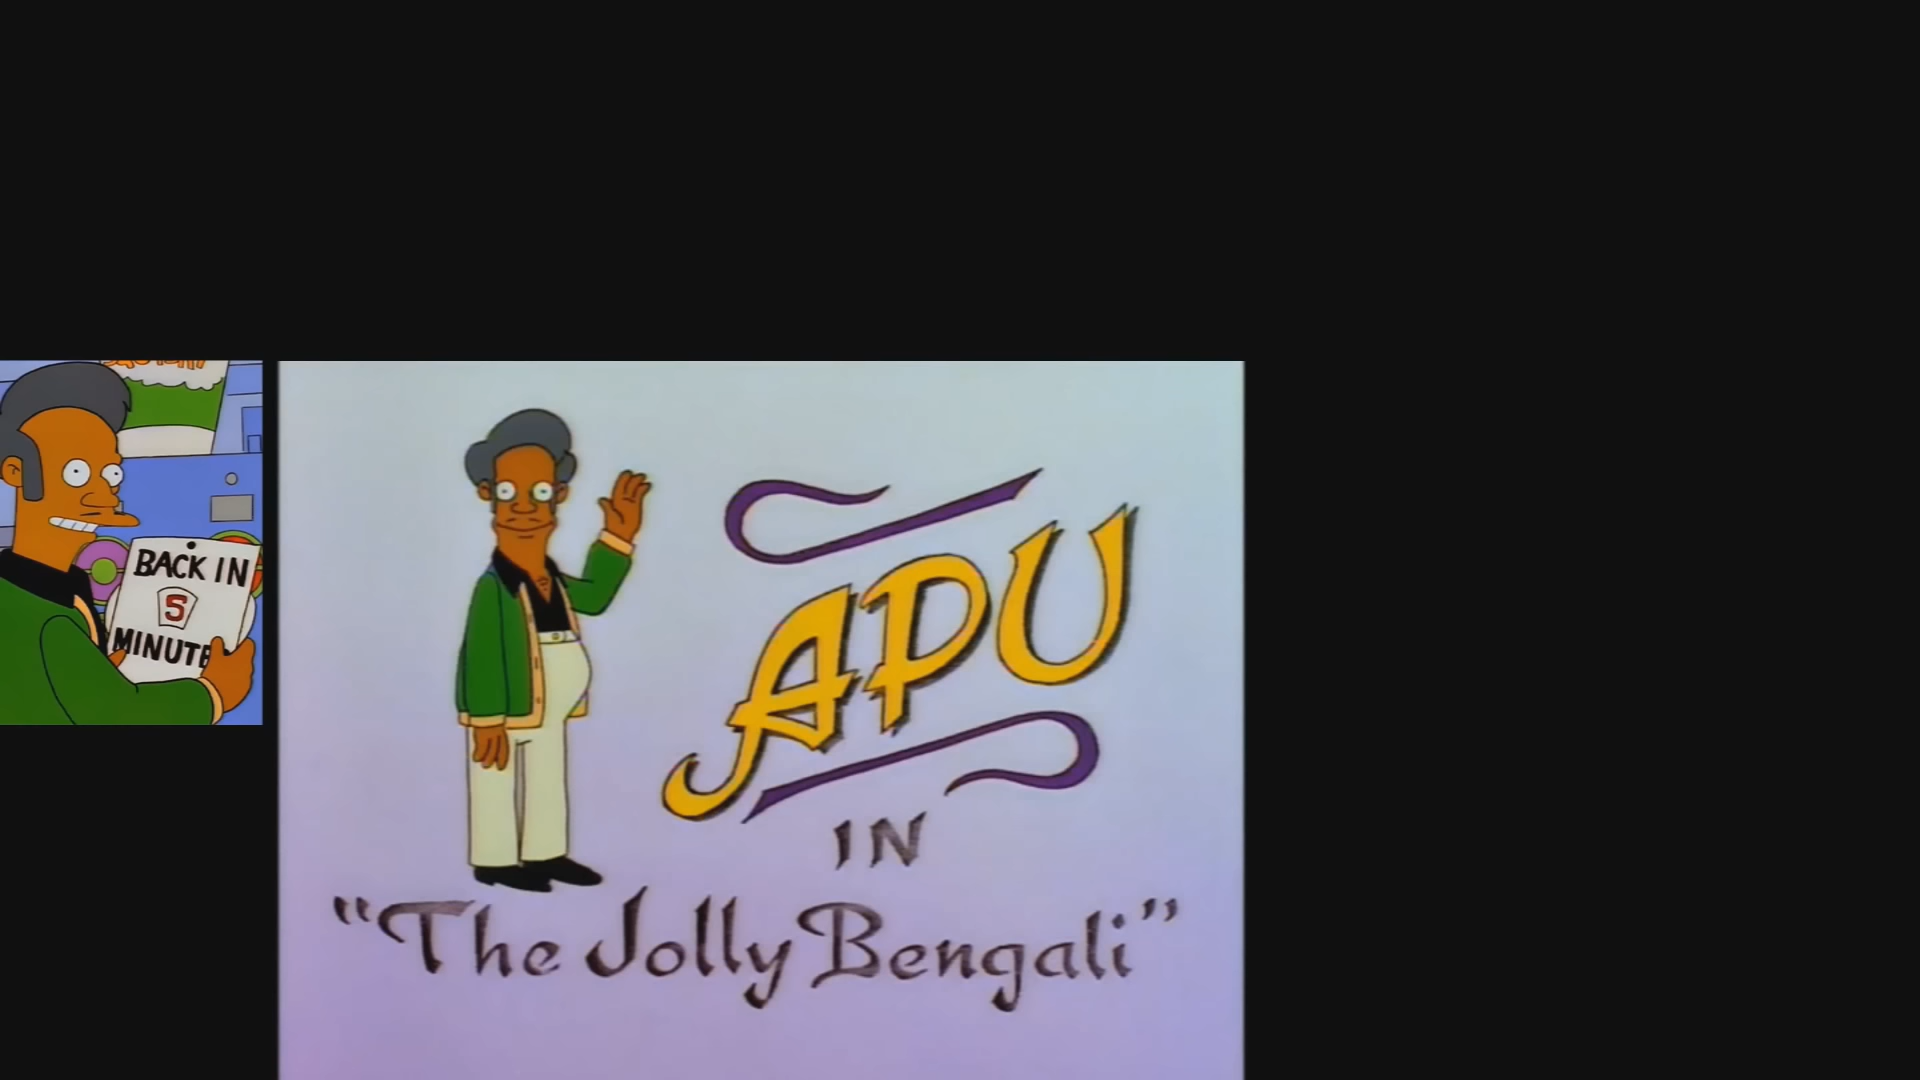 BACK IN
5
MINUTE
APU
IN
“The Jolly Bengali”